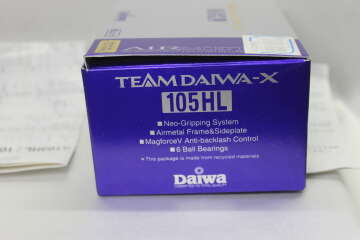 TEAM DAIWA-X
105HL
■ Neo-Gripping System
■ Airmetal Frame&Sideplate
■ Magforce V Anti-backlash Control
■ 6 Ball Bearings
● This package is made from recycled materials
Daiwa